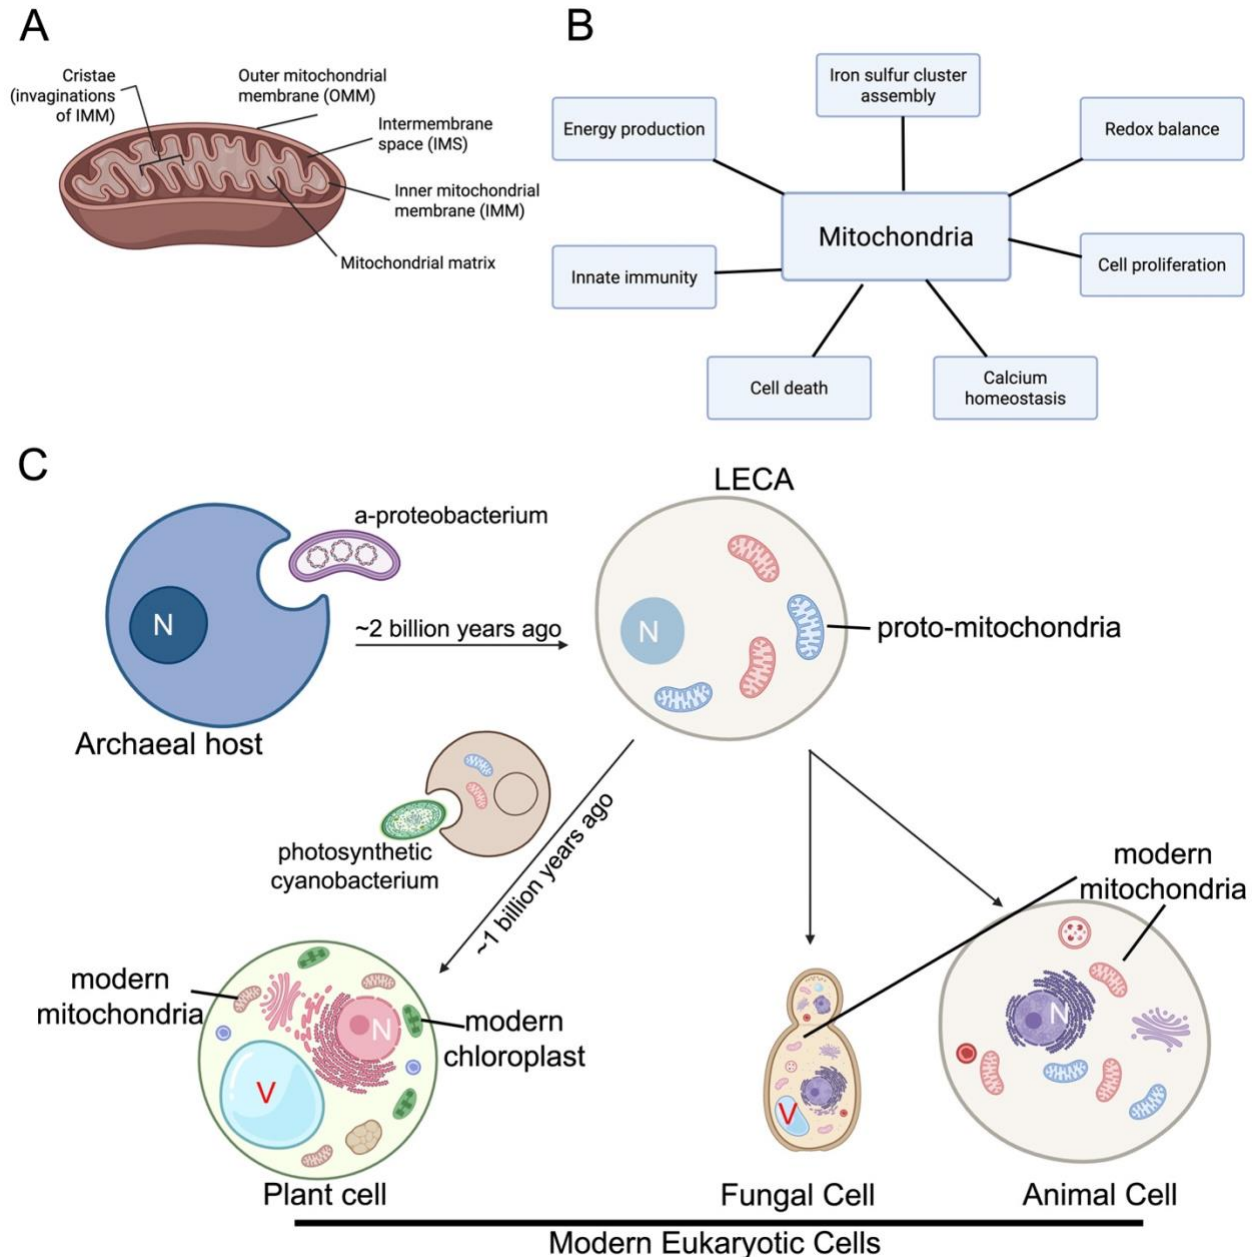 A
Cristae
(invaginations
of IMM)
Outer mitochondrial
membrane (OMM)
Intermembrane
space (IMS)
Inner mitochondrial
membrane (IMM)
Mitochondrial matrix
B
Iron sulfur cluster
assembly
Energy production
Redox balance
Mitochondria
Innate immunity
Cell proliferation
Cell death
Calcium
homeostasis
C
LECA
a-proteobacterium
N
~2 billion years ago
N
proto-mitochondria
Archaeal host
photosynthetic
cyanobacterium
~1 billion years ago
modern
mitochondria
modern
mitochondria
N
modern
chloroplast
V
N
V
Plant cell
Fungal Cell
Animal Cell
Modern Eukaryotic Cells